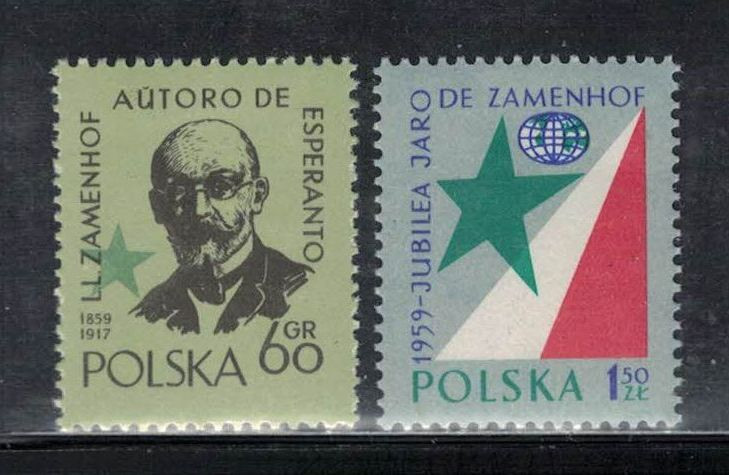 L.L.ZAMENHOF
AŬTORO DE
ESPERANTO
1859
1917
POLSKA 60 GR
1959-JUBILEA JARO
DE ZAMENHOF
POLSKA 1 50 ZŁ